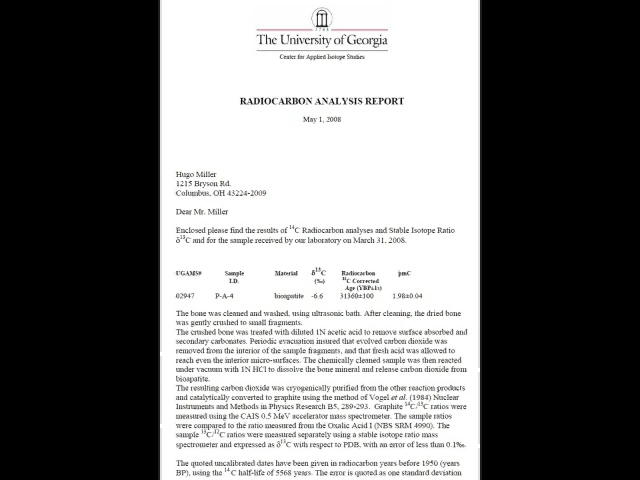 1785
The University of Georgia
Center for Applied Isotope Studies
RADIOCARBON ANALYSIS REPORT
May 1, 2008
Hugo Miller
1215 Bryson Rd.
Columbus, OH 43224-2009
Dear Mr. Miller
Enclosed please find the results of ¹⁴C Radiocarbon analyses and Stable Isotope Ratio
δ¹³C and for the sample received by our laboratory on March 31, 2008.
UGAMS# Sample I.D. Material δ¹³C (‰) Radiocarbon ¹⁴C Corrected Age (YBP±1s) pmC
02947 P-A-4 bioapatite -6.6 31360±100 1.98±0.04
The bone was cleaned and washed, using ultrasonic bath. After cleaning, the dried bone
was gently crushed to small fragments.
The crushed bone was treated with diluted 1N acetic acid to remove surface absorbed and
secondary carbonates. Periodic evacuation insured that evolved carbon dioxide was
removed from the interior of the sample fragments, and that fresh acid was allowed to
reach even the interior micro-surfaces. The chemically cleaned sample was then reacted
under vacuum with 1N HCl to dissolve the bone mineral and release carbon dioxide from
bioapatite.
The resulting carbon dioxide was cryogenically purified from the other reaction products
and catalytically converted to graphite using the method of Vogel et al. (1984) Nuclear
Instruments and Methods in Physics Research B5, 289-293. Graphite ¹⁴C/¹³C ratios were
measured using the CAIS 0.5 MeV accelerator mass spectrometer. The sample ratios
were compared to the ratio measured from the Oxalic Acid I (NBS SRM 4990). The
sample ¹³C/¹²C ratios were measured separately using a stable isotope ratio mass
spectrometer and expressed as δ¹³C with respect to PDB, with an error of less than 0.1‰.
The quoted uncalibrated dates have been given in radiocarbon years before 1950 (years
BP), using the ¹⁴C half-life of 5568 years. The error is quoted as one standard deviation